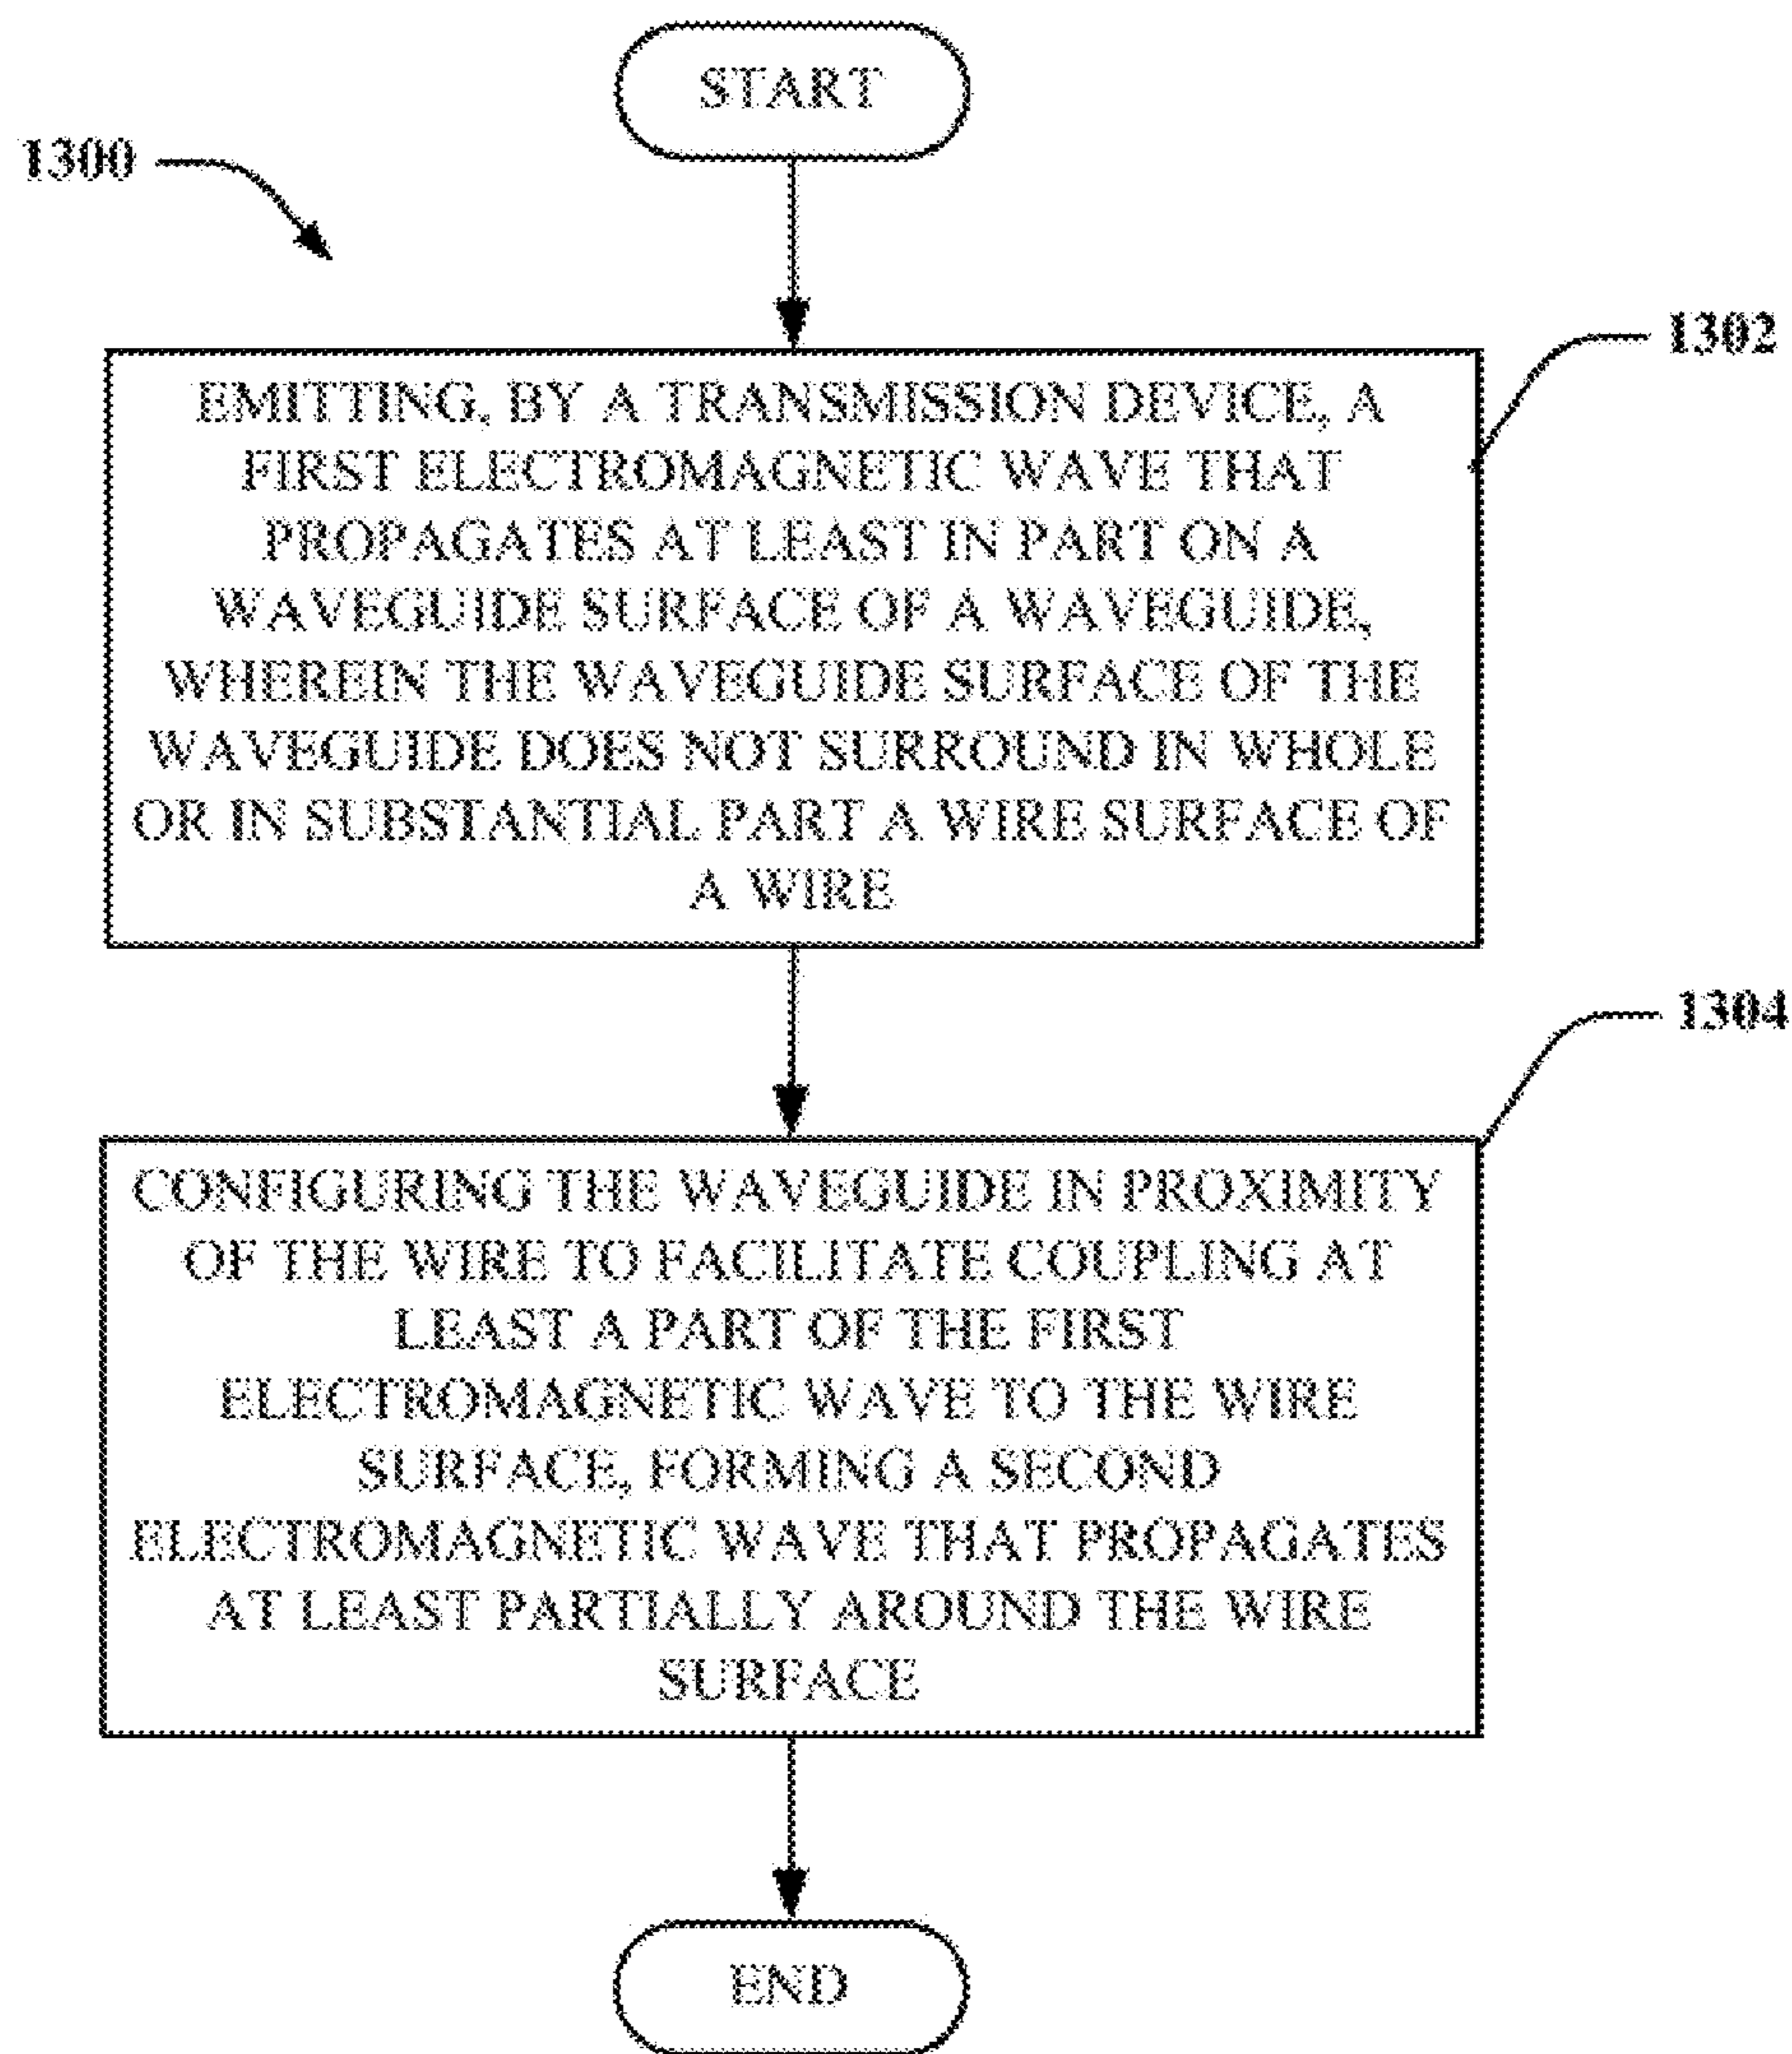 START
1300
1302
EMITTING, BY A TRANSMISSION DEVICE, A
FIRST ELECTROMAGNETIC WAVE THAT
PROPAGATES AT LEAST IN PART ON A
WAVEGUIDE SURFACE OF A WAVEGUIDE,
WHEREIN THE WAVEGUIDE SURFACE OF THE
WAVEGUIDE DOES NOT SURROUND IN WHOLE
OR IN SUBSTANTIAL PART A WIRE SURFACE OF
A WIRE
1304
CONFIGURING THE WAVEGUIDE IN PROXIMITY
OF THE WIRE TO FACILITATE COUPLING AT
LEAST A PART OF THE FIRST
ELECTROMAGNETIC WAVE TO THE WIRE
SURFACE, FORMING A SECOND
ELECTROMAGNETIC WAVE THAT PROPAGATES
AT LEAST PARTIALLY AROUND THE WIRE
SURFACE
END